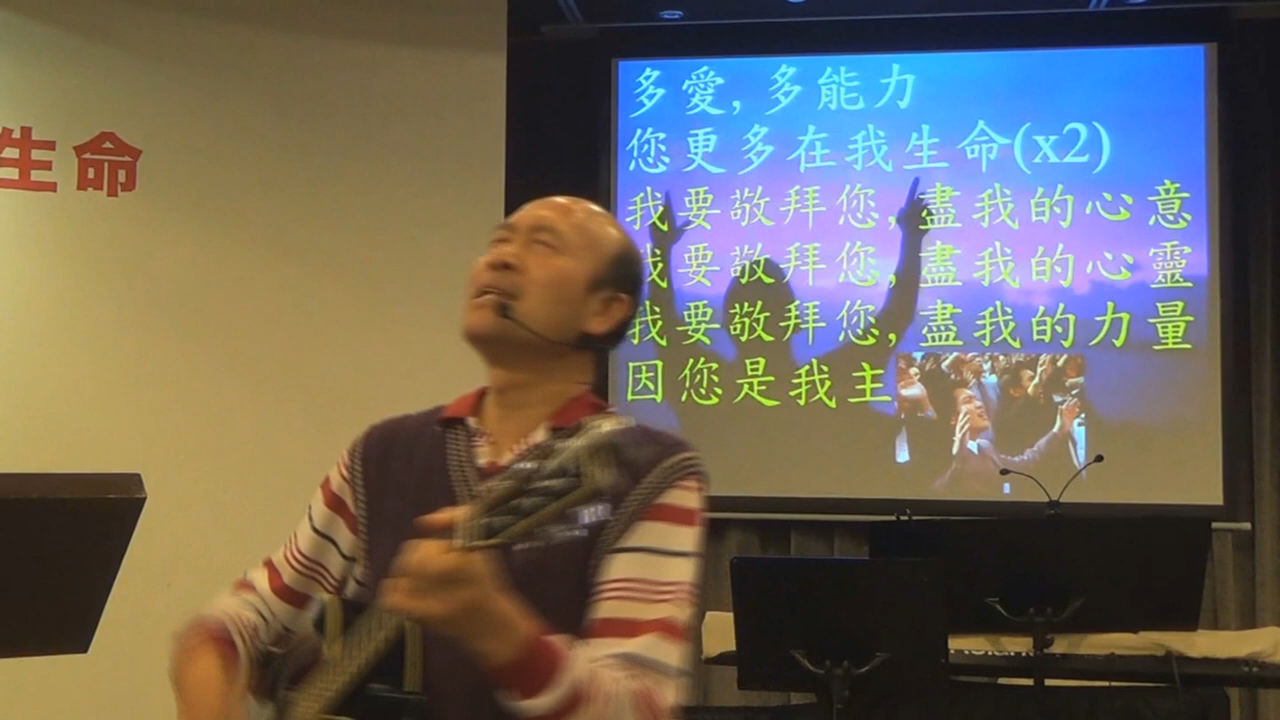 生命
多愛, 多能力
您更多在我生命(x2)
我要敬拜您, 盡我的心意
我要敬拜您, 盡我的心靈
我要敬拜您, 盡我的力量
因您是我主
Roland